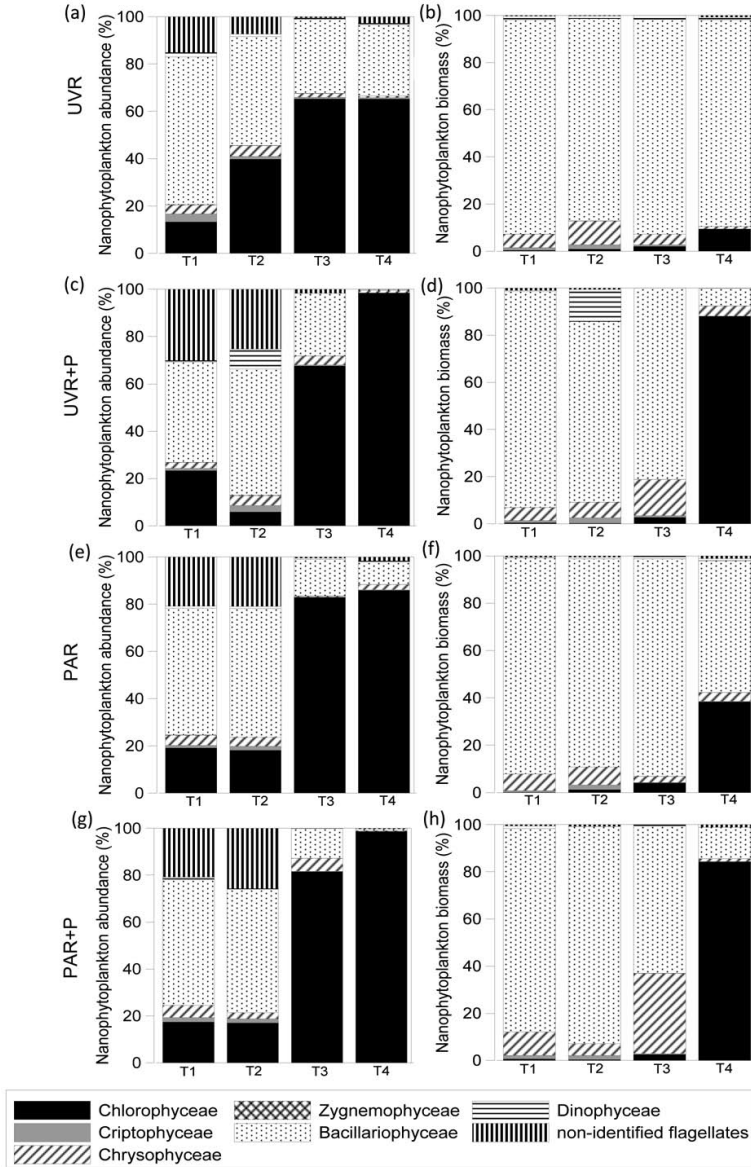 (a)
(b)
UVR
Nanophytoplankton abundance (%)
100
80
60
40
20
0
T1 T2 T3 T4
Nanophytoplankton biomass (%)
100
80
60
40
20
0
T1 T2 T3 T4
(c)
(d)
UVR+P
Nanophytoplankton abundance (%)
100
80
60
40
20
0
T1 T2 T3 T4
Nanophytoplankton biomass (%)
100
80
60
40
20
0
T1 T2 T3 T4
(e)
(f)
PAR
Nanophytoplankton abundance (%)
100
80
60
40
20
0
T1 T2 T3 T4
Nanophytoplankton biomass (%)
100
80
60
40
20
0
T1 T2 T3 T4
(g)
(h)
PAR+P
Nanophytoplankton abundance (%)
100
80
60
40
20
0
T1 T2 T3 T4
Nanophytoplankton biomass (%)
100
80
60
40
20
0
T1 T2 T3 T4
Chlorophyceae Zygnemophyceae Dinophyceae
Criptophyceae Bacillariophyceae non-identified flagellates
Chrysophyceae